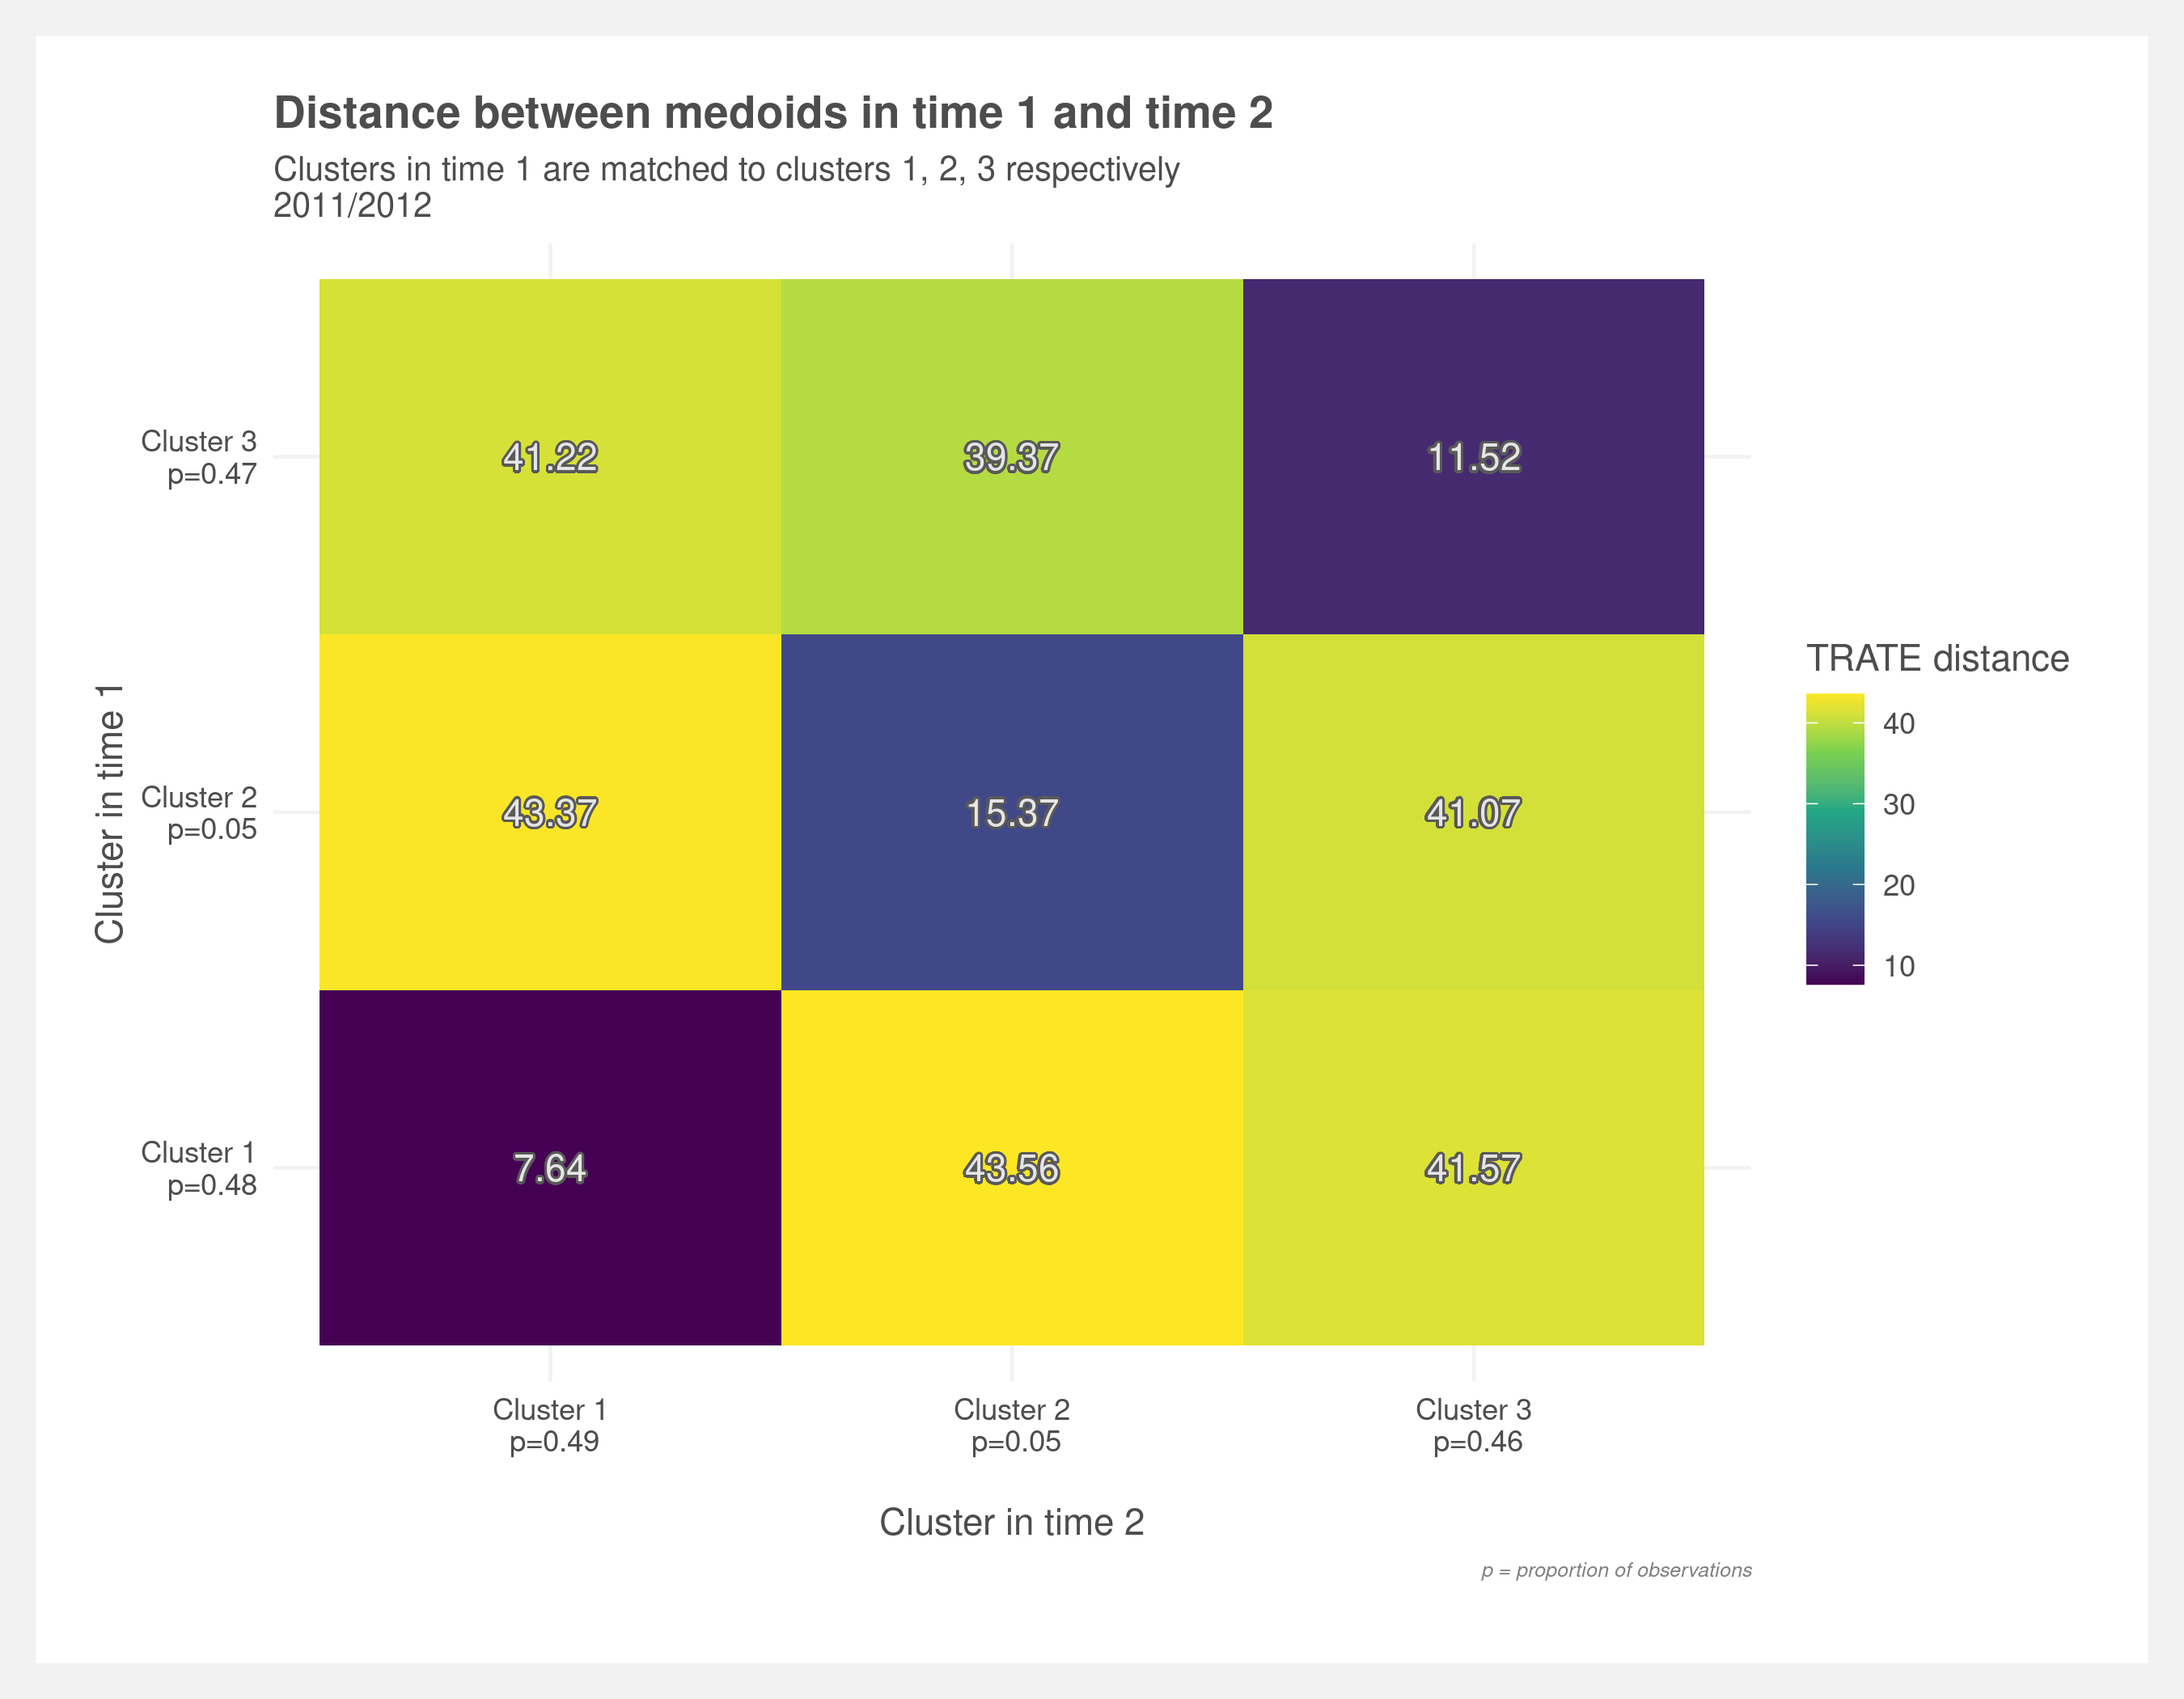 Distance between medoids in time 1 and time 2
Clusters in time 1 are matched to clusters 1, 2, 3 respectively
2011/2012
Cluster in time 1
Cluster 3
p=0.47
41.22 39.37 11.52
Cluster 2
p=0.05
43.37 15.37 41.07
Cluster 1
p=0.48
7.64 43.56 41.57
Cluster 1 Cluster 2 Cluster 3
p=0.49 p=0.05 p=0.46
Cluster in time 2
TRATE distance
40
30
20
10
p = proportion of observations